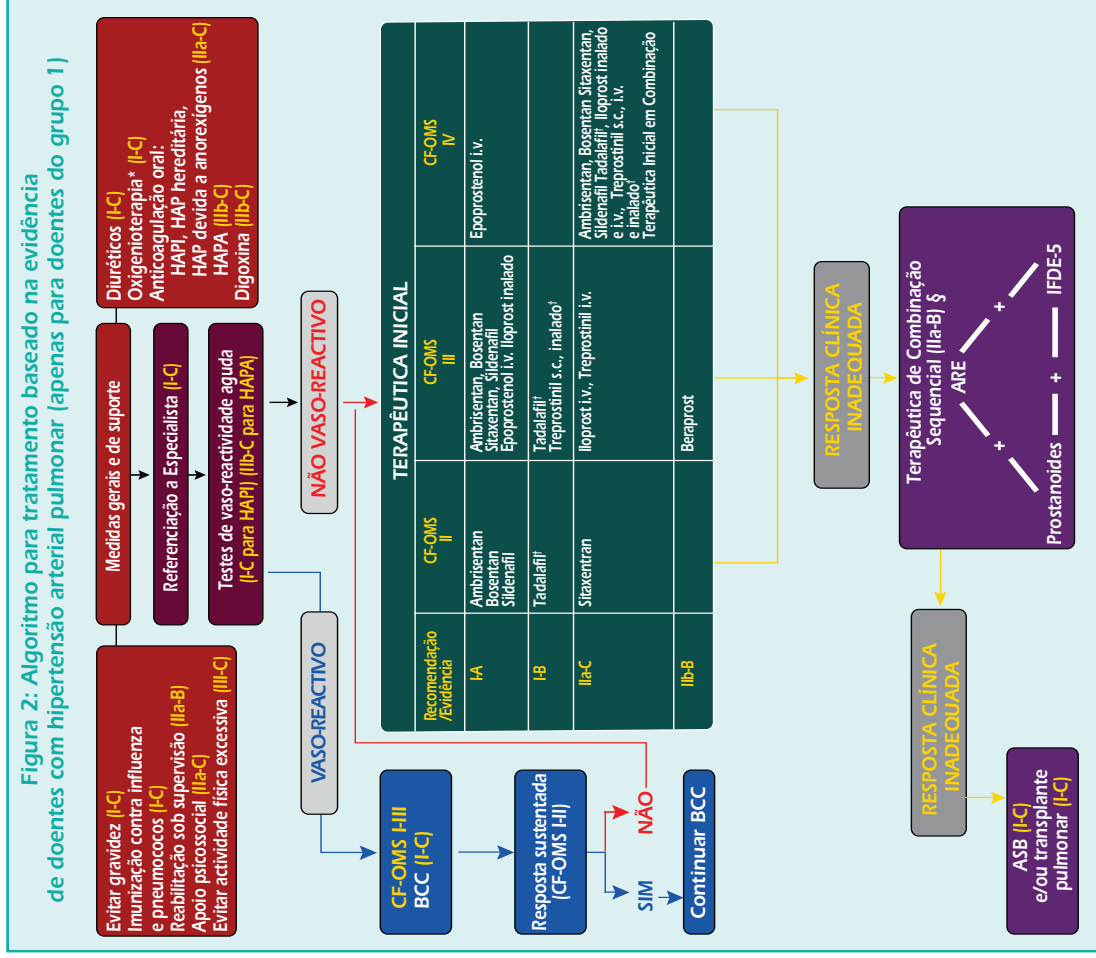 Figura 2: Algoritmo para tratamento baseado na evidência
de doentes com hipertensão arterial pulmonar (apenas para doentes do grupo 1)
Evitar gravidez (I-C)
Imunização contra influenza
e pneumococos (I-C)
Reabilitação sob supervisão (IIa-B)
Apoio psicossocial (IIa-C)
Evitar actividade física excessiva (III-C)
Medidas gerais e de suporte
Diuréticos (I-C)
Oxigenioterapia* (I-C)
Anticoagulação oral:
HAPI, HAP hereditária,
HAP devida a anorexígenos (IIa-C)
HAPA (IIb-C)
Digoxina (IIb-C)
Referenciação a Especialista (I-C)
Testes de vaso-reactividade aguda
(I-C para HAPI) (IIb-C para HAPA)
VASO-REACTIVO
NÃO VASO-REACTIVO
CF-OMS I-III
BCC (I-C)
Resposta sustentada
(CF-OMS I-II)
SIM
NÃO
Continuar BCC
TERAPÊUTICA INICIAL
Recomendação
/Evidência
CF-OMS
II
CF-OMS
III
CF-OMS
IV
I-A
Ambrisentan
Bosentan
Sildenafil
Ambrisentan, Bosentan
Sitaxentan, Sildenafil
Epoprostenol i.v. Iloprost inalado
Epoprostenol i.v.
I-B
Tadalafil†
Tadalafil†
Treprostinil s.c., inalado†
IIa-C
Sitaxentran
Iloprost i.v., Treprostinil i.v.
Ambrisentan, Bosentan Sitaxentan,
Sildenafil Tadalafil†, Iloprost inalado
e i.v., Treprostinil s.c., i.v.
e inalado†
Terapêutica Inicial em Combinação
IIb-B
Beraprost
RESPOSTA CLÍNICA
INADEQUADA
Terapêutica de Combinação
Sequencial (IIa-B) §
ARE
+
+
Prostanoides + IFDE-5
RESPOSTA CLÍNICA
INADEQUADA
ASB (I-C)
e/ou transplante
pulmonar (I-C)